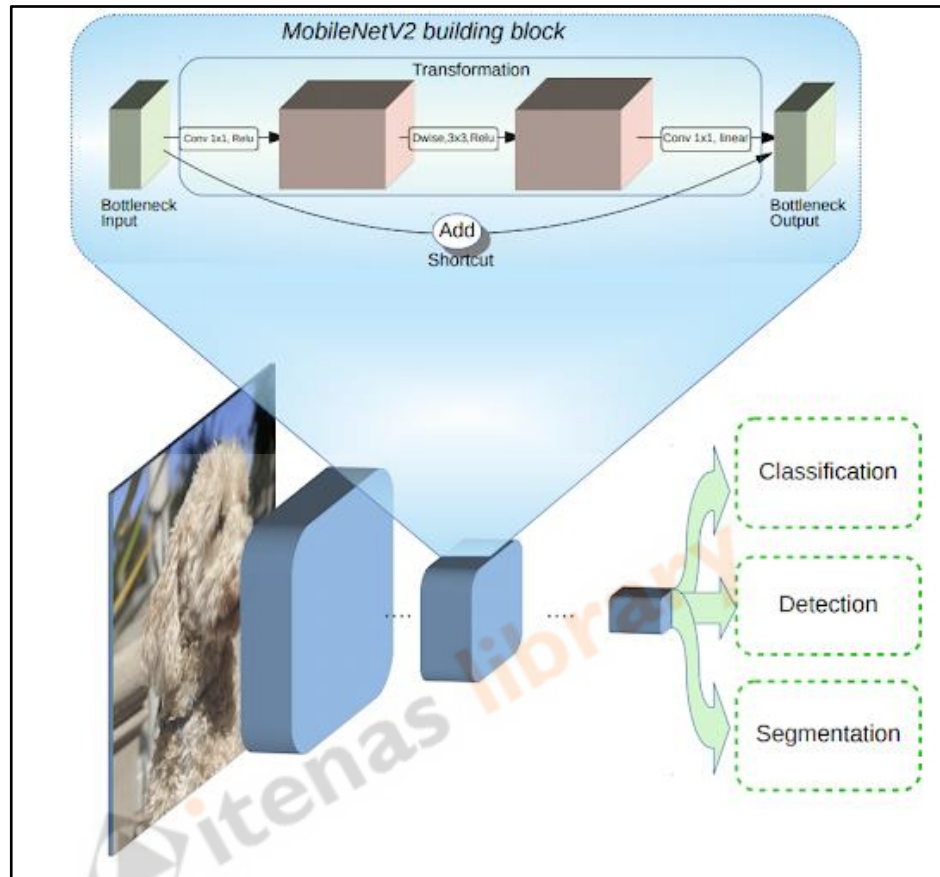 MobileNetV2 building block
Transformation
Conv 1x1, Relu
Dwise,3x3,Relu
Conv 1x1, linear
Bottleneck
Input
Bottleneck
Output
Add
Shortcut
Classification
Detection
Segmentation
itenas library